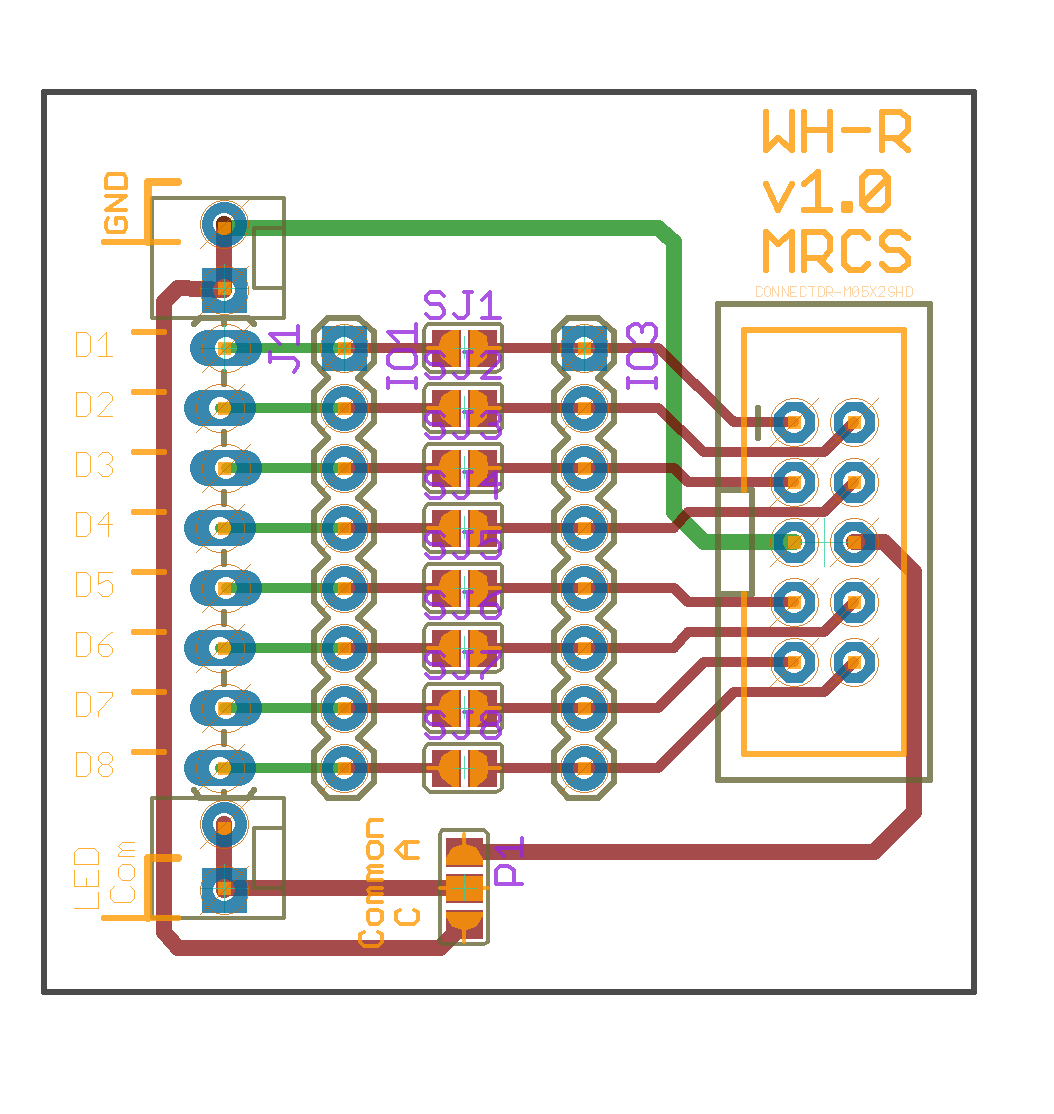 WH-R
v1.0
MRCS
CONNECTOR-M05X2SHD
GND
J1
IO1
SJ1
IO3
SJ2
SJ3
SJ4
SJ5
SJ6
SJ7
SJ8
D1
D2
D3
D4
D5
D6
D7
D8
LED
Com
Common
C A
P1